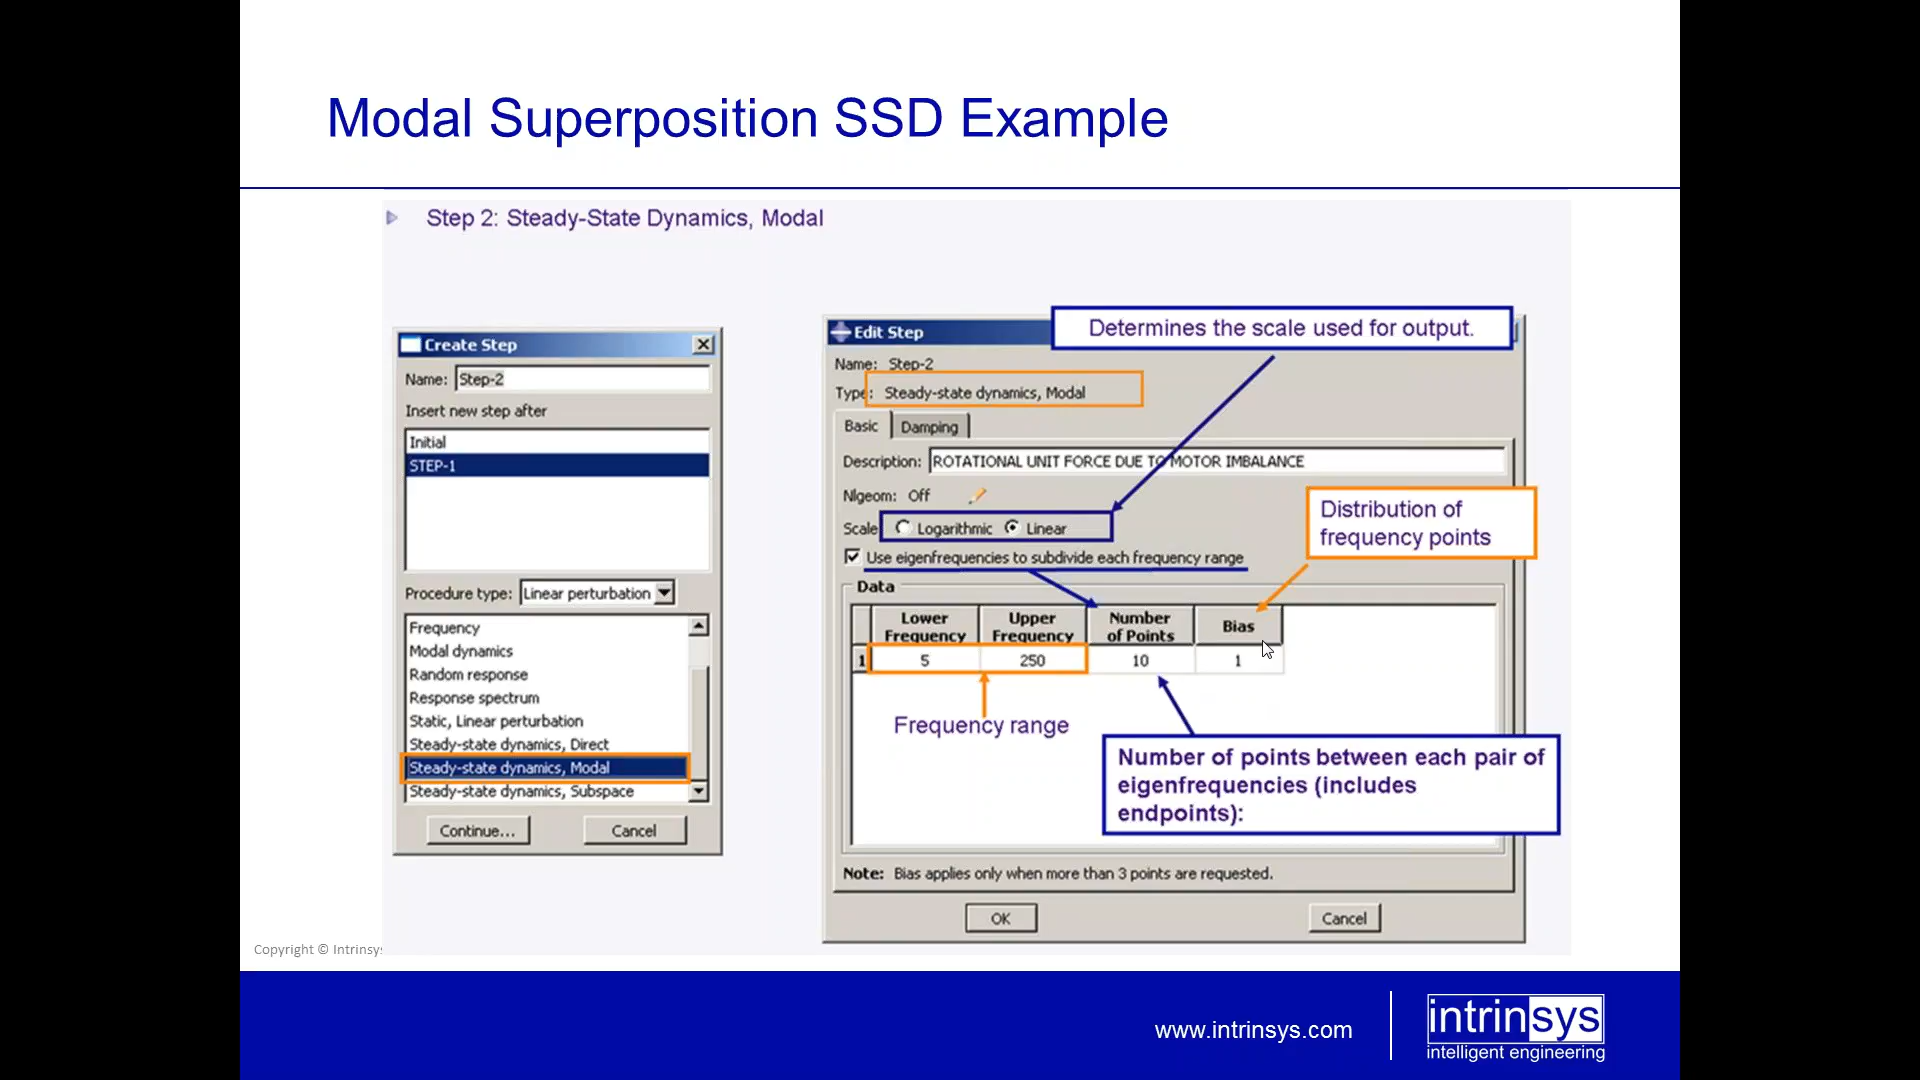 Modal Superposition SSD Example
Step 2: Steady-State Dynamics, Modal
Create Step
Name: Step-2
Insert new step after
Initial
STEP-1
Procedure type: Linear perturbation
Frequency
Modal dynamics
Random response
Response spectrum
Static, Linear perturbation
Steady-state dynamics, Direct
Steady-state dynamics, Modal
Steady-state dynamics, Subspace
Continue...
Cancel
Edit Step
Determines the scale used for output.
Name: Step-2
Type: Steady-state dynamics, Modal
Basic
Damping
Description: ROTATIONAL UNIT FORCE DUE TO MOTOR IMBALANCE
Nlgeom: Off
Scale Logarithmic Linear
Distribution of
frequency points
Use eigenfrequencies to subdivide each frequency range
Data
Lower
Frequency
Upper
Frequency
Number
of Points
Bias
1 5 250 10 1
Frequency range
Number of points between each pair of
eigenfrequencies (includes
endpoints):
Note: Bias applies only when more than 3 points are requested.
OK
Cancel
Copyright © Intrinsys
www.intrinsys.com
intrinsys
intelligent engineering